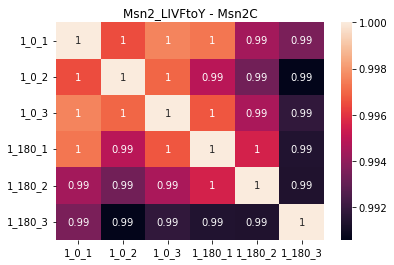 Msn2_LIVFtoY - Msn2C
1_0_1 1 1 1 1 0.99 0.99
1_0_2 1 1 1 0.99 0.99 0.99
1_0_3 1 1 1 1 0.99 0.99
1_180_1 1 0.99 1 1 1 0.99
1_180_2 0.99 0.99 0.99 1 1 0.99
1_180_3 0.99 0.99 0.99 0.99 0.99 1
1_0_1 1_0_2 1_0_3 1_180_1 1_180_2 1_180_3
1.000
0.998
0.996
0.994
0.992